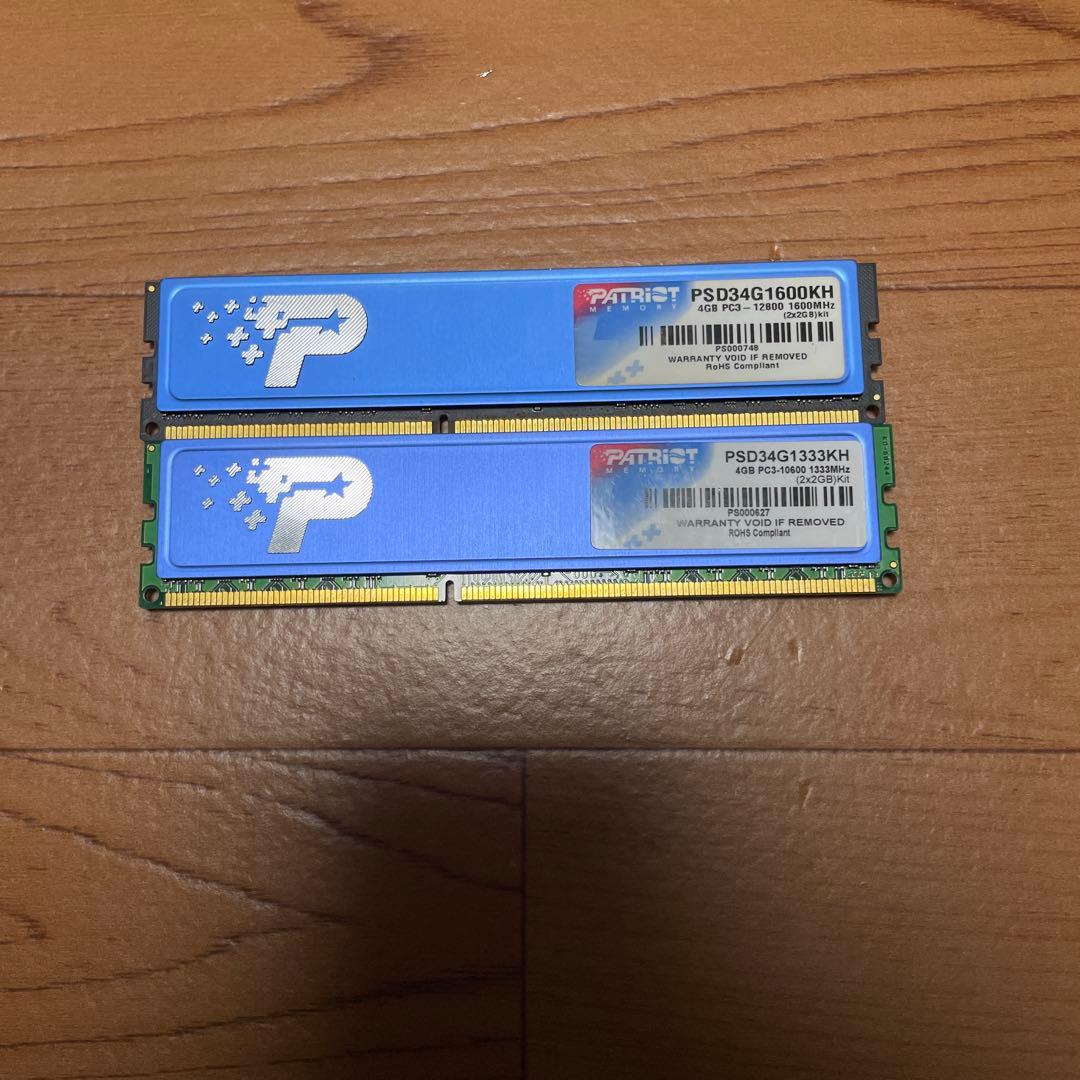 PATRIOT
MEMORY
PSD34G1600KH
4GB PC3-12800 1600MHz
(2x2GB)kit
PS000748
WARRANTY VOID IF REMOVED
RoHS Compliant
PATRIOT
MEMORY
PSD34G1333KH
4GB PC3-10600 1333MHz
(2x2GB)Kit
PS000627
WARRANTY VOID IF REMOVED
ROHS Compliant